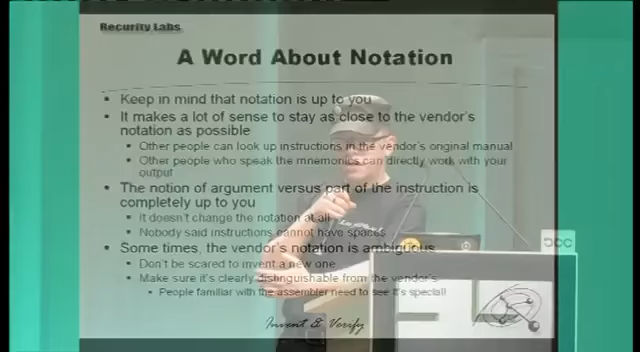 Recurity Labs
A Word About Notation
Keep in mind that notation is up to you
It makes a lot of sense to stay as close to the vendor's
notation as possible
Other people can look up instructions in the vendor's original manual
Other people who speak the mnemonics can directly work with your
output
The notion of argument versus part of the instruction is
completely up to you
It doesn't change the notation at all
Nobody said instructions cannot have spaces
Some times, the vendor's notation is ambiguous
Don't be scared to invent a new one
Make sure it's clearly distinguishable from the vendor's
People familiar with the assembler need to see it's special!
Invent & Verify